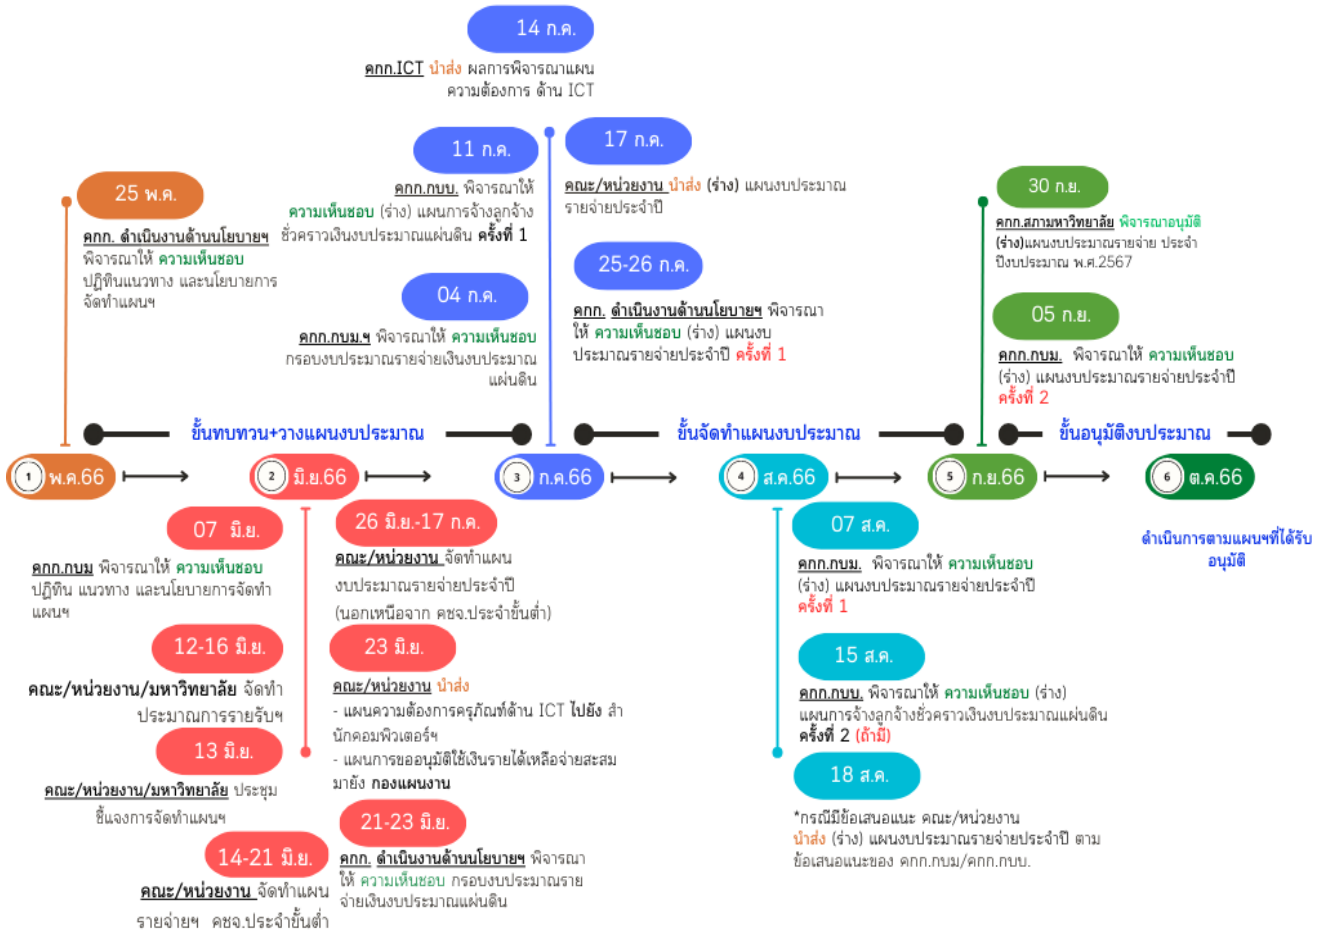 14 ก.ค.
คกก.ICT นำส่ง ผลการพิจารณาแผน
ความต้องการ ด้าน ICT
11 ก.ค.
คกก.กบบ. พิจารณาให้
ความเห็นชอบ (ร่าง) แผนการจ้างลูกจ้าง
ชั่วคราวเงินงบประมาณแผ่นดิน ครั้งที่ 1
17 ก.ค.
คณะ/หน่วยงาน นำส่ง (ร่าง) แผนงบประมาณ
รายจ่ายประจำปี
25 พ.ค.
คกก. ดำเนินงานด้านนโยบายฯ
พิจารณาให้ ความเห็นชอบ
ปฏิทินแนวทาง และนโยบายการ
จัดทำแผนฯ
04 ก.ค.
คกก.กบม.ฯ พิจารณาให้ ความเห็นชอบ
กรอบงบประมาณรายจ่ายเงินงบประมาณ
แผ่นดิน
25-26 ก.ค.
คกก. ดำเนินงานด้านนโยบายฯ พิจารณา
ให้ ความเห็นชอบ (ร่าง) แผนงบ
ประมาณรายจ่ายประจำปี ครั้งที่ 1
30 ก.ย.
คกก.สภามหาวิทยาลัย พิจารณาอนุมัติ
(ร่าง)แผนงบประมาณรายจ่าย ประจำ
ปีงบประมาณ พ.ศ.2567
05 ก.ย.
คกก.กบม. พิจารณาให้ ความเห็นชอบ
(ร่าง) แผนงบประมาณรายจ่ายประจำปี
ครั้งที่ 2
ขั้นทบทวน+วางแผนงบประมาณ
ขั้นจัดทำแผนงบประมาณ
ขั้นอนุมัติงบประมาณ
1 พ.ค.66
2 มิ.ย.66
3 ก.ค.66
4 ส.ค.66
5 ก.ย.66
6 ต.ค.66
07 มิ.ย.
คกก.กบม พิจารณาให้ ความเห็นชอบ
ปฏิทิน แนวทาง และนโยบายการจัดทำ
แผนฯ
12-16 มิ.ย.
คณะ/หน่วยงาน/มหาวิทยาลัย จัดทำ
ประมาณการรายรับฯ
13 มิ.ย.
คณะ/หน่วยงาน/มหาวิทยาลัย ประชุม
ชี้แจงการจัดทำแผนฯ
14-21 มิ.ย.
คณะ/หน่วยงาน จัดทำแผน
รายจ่ายฯ คชจ.ประจำขั้นต่ำ
26 มิ.ย.-17 ก.ค.
คณะ/หน่วยงาน จัดทำแผน
งบประมาณรายจ่ายประจำปี
(นอกเหนือจาก คชจ.ประจำขั้นต่ำ)
23 มิ.ย.
คณะ/หน่วยงาน นำส่ง
- แผนความต้องการครุภัณฑ์ด้าน ICT ไปยัง สำ
นักคอมพิวเตอร์ฯ
- แผนการขออนุมัติใช้เงินรายได้เหลือจ่ายสะสม
มายัง กองแผนงาน
21-23 มิ.ย.
คกก. ดำเนินงานด้านนโยบายฯ พิจารณา
ให้ ความเห็นชอบ กรอบงบประมาณราย
จ่ายเงินงบประมาณแผ่นดิน
07 ส.ค.
คกก.กบม. พิจารณาให้ ความเห็นชอบ
(ร่าง) แผนงบประมาณรายจ่ายประจำปี
ครั้งที่ 1
15 ส.ค.
คกก.กบบ. พิจารณาให้ ความเห็นชอบ (ร่าง)
แผนการจ้างลูกจ้างชั่วคราวเงินงบประมาณแผ่นดิน
ครั้งที่ 2 (ถ้ามี)
18 ส.ค.
*กรณีมีข้อเสนอแนะ คณะ/หน่วยงาน
นำส่ง (ร่าง) แผนงบประมาณรายจ่ายประจำปี ตาม
ข้อเสนอแนะของ คกก.กบม/คกก.กบบ.
ดำเนินการตามแผนฯที่ได้รับ
อนุมัติ